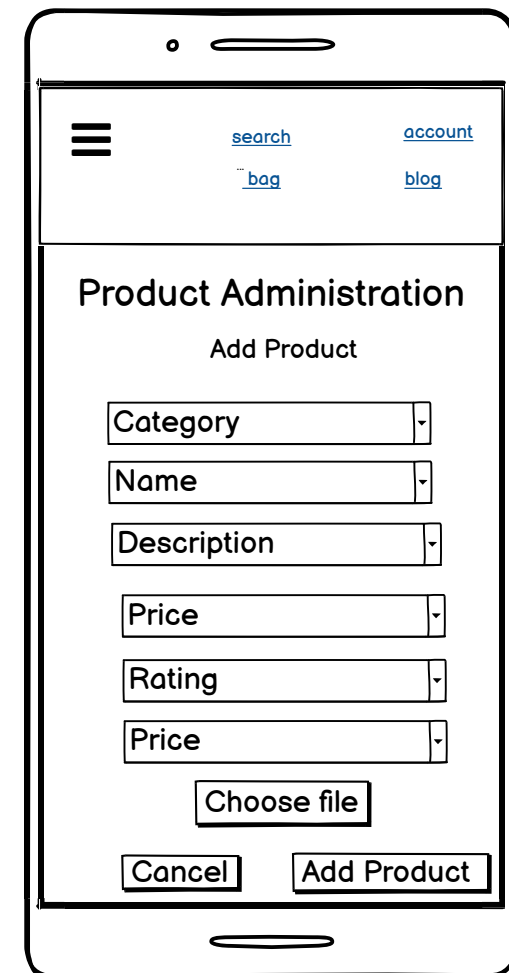 search account
... bag blog
Product Administration
Add Product
Category
Name
Description
Price
Rating
Price
Choose file
Cancel Add Product